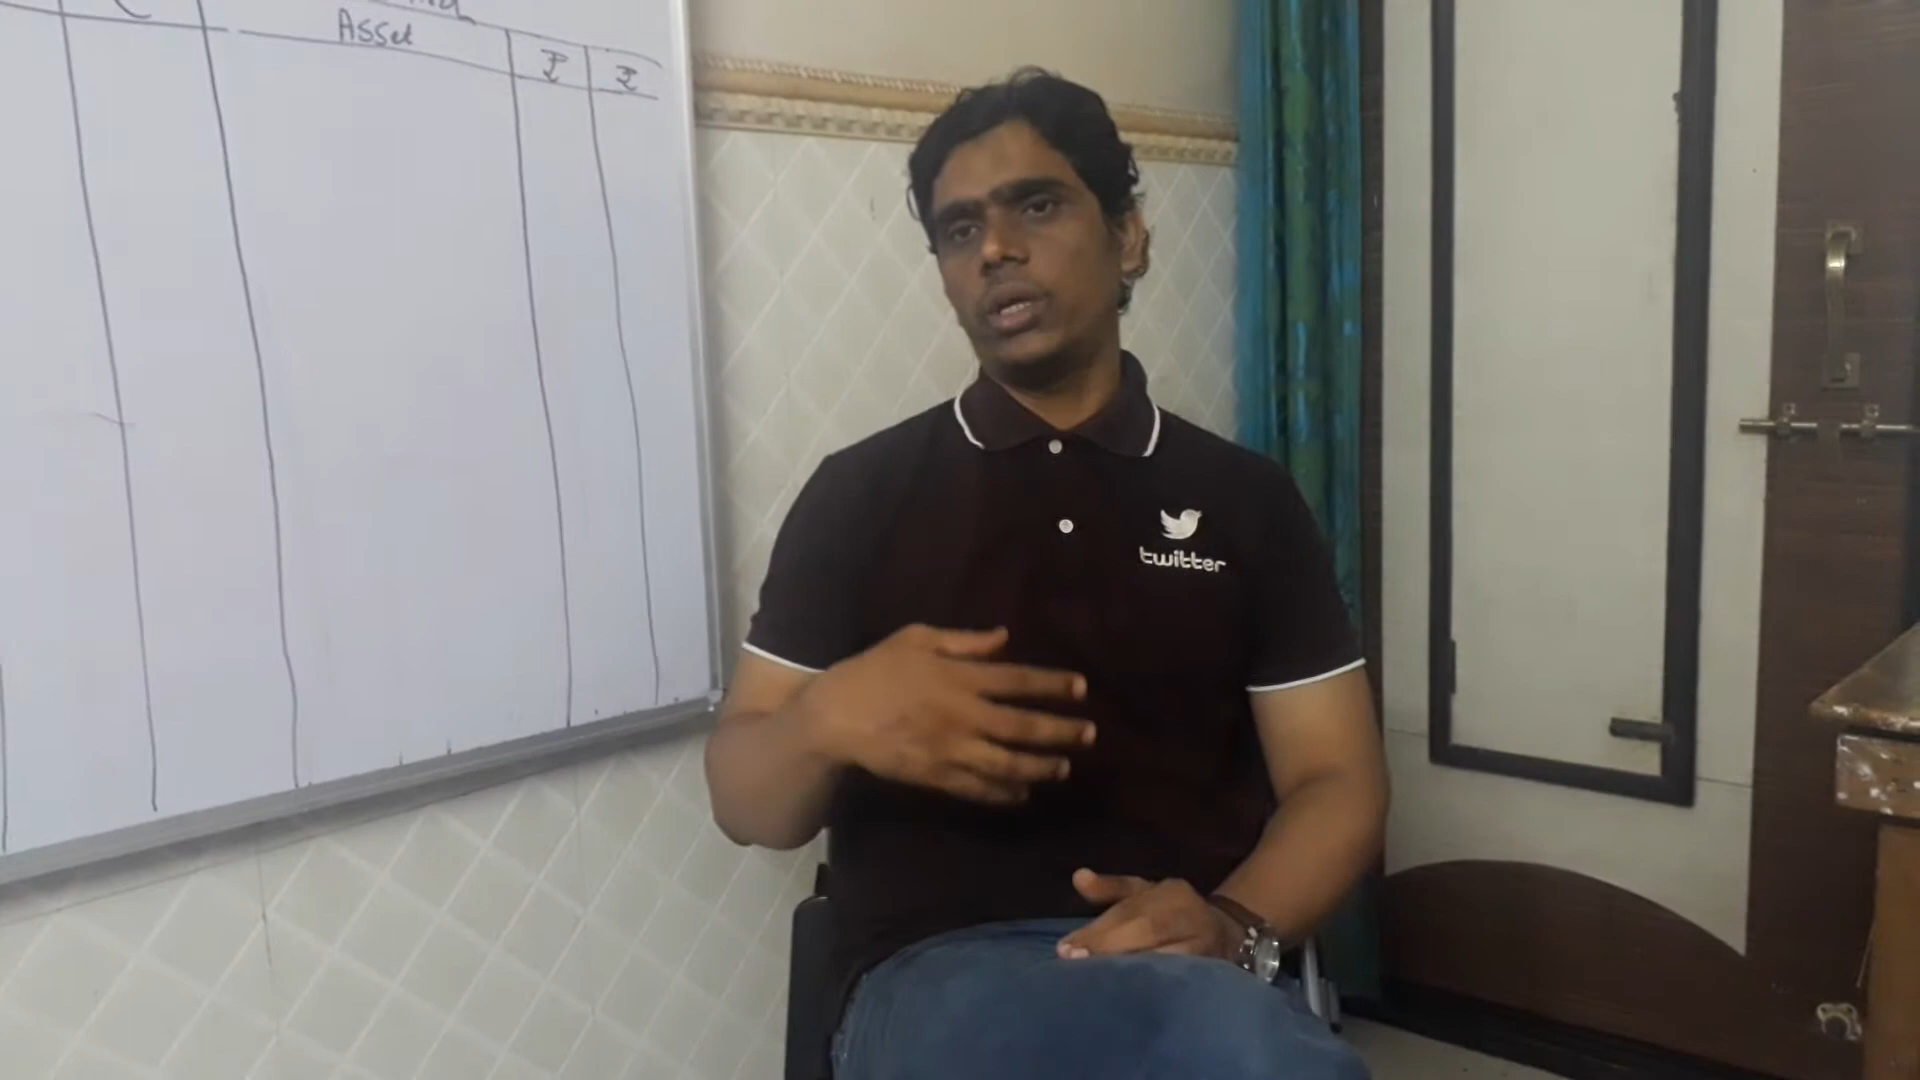 Asset
₹ ₹
twitter